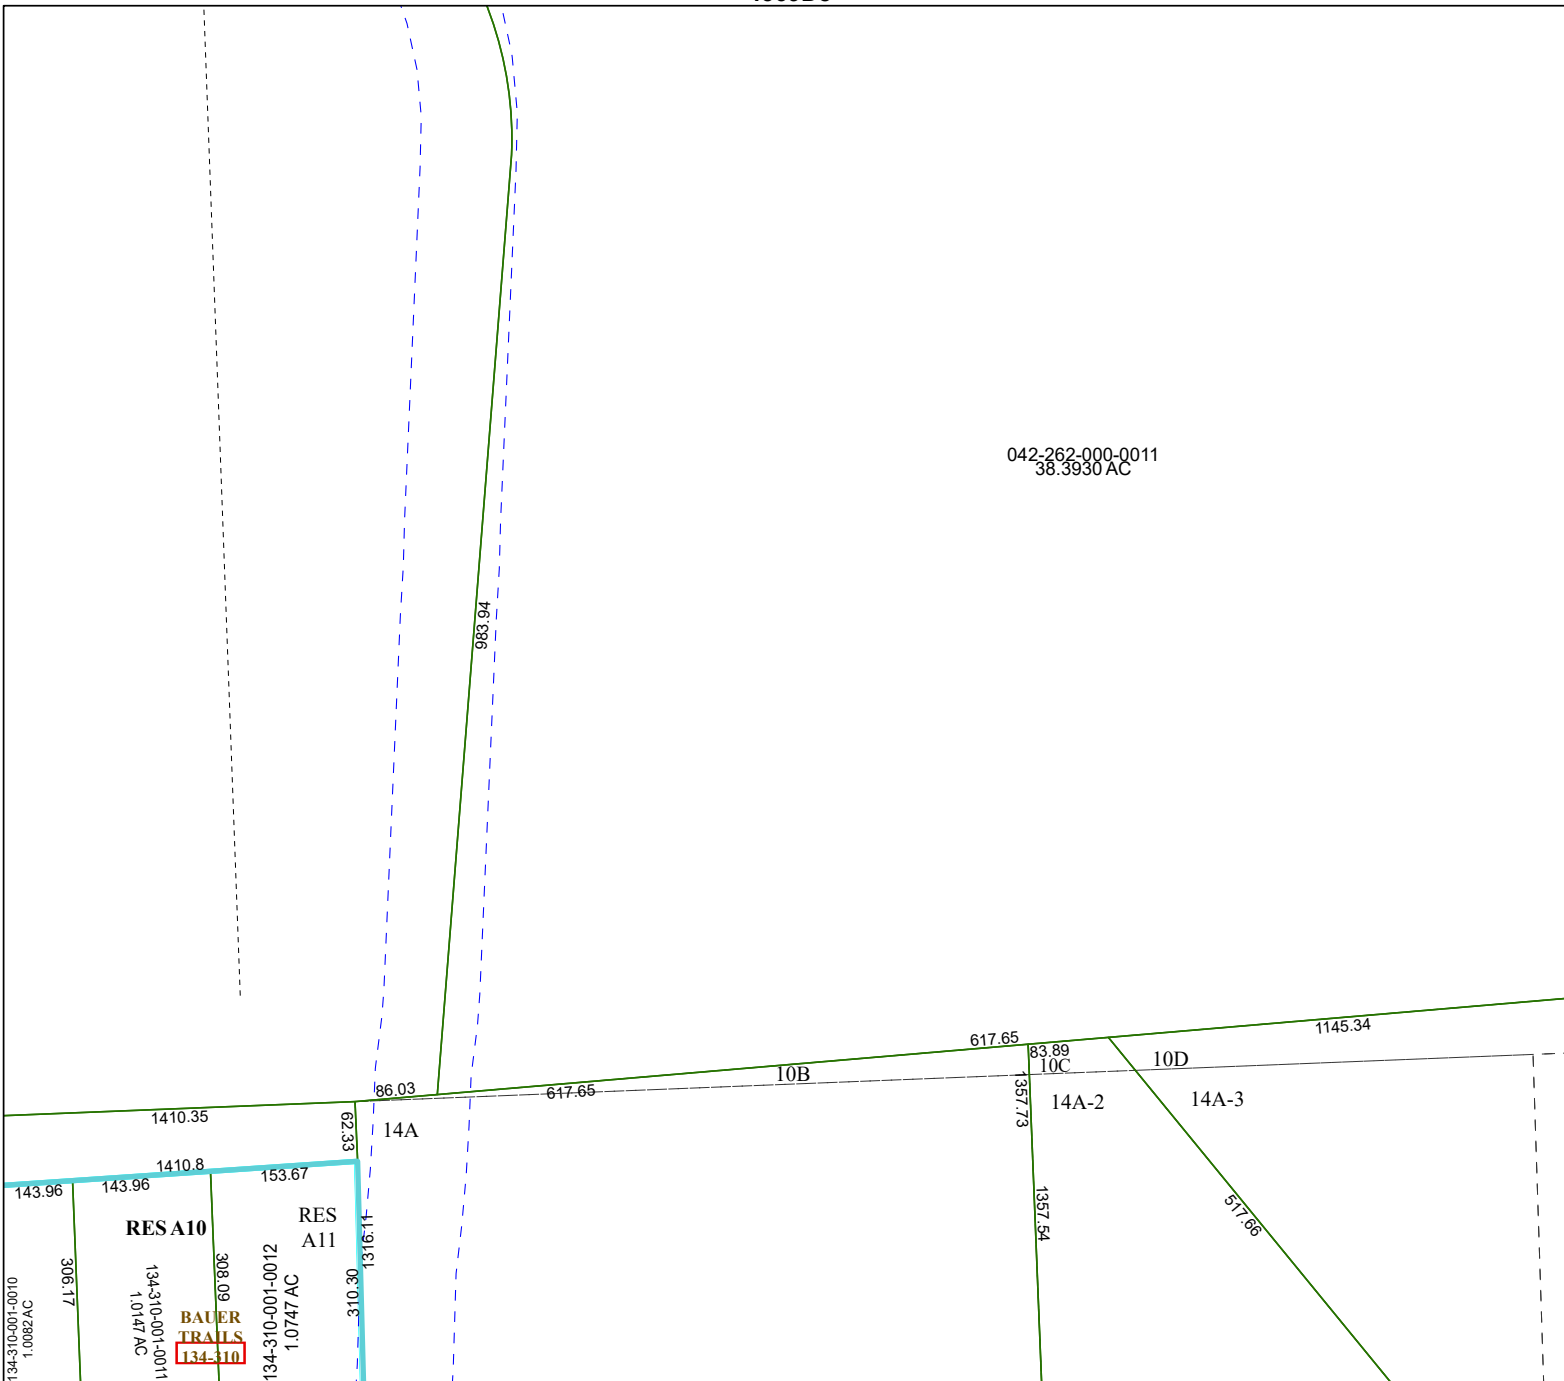 042-262-000-0011
38.3930 AC
983.94
617.65
83.89
1145.34
10B
10C
10D
86.03
617.65
1410.35
62.33
14A
1357.73
14A-2
14A-3
1410.8
153.67
143.96
143.96
RES A10
RES
A11
1316.11
1357.54
517.66
306.17
308.09
310.30
134-310-001-0010
1.0082 AC
134-310-001-0011
1.0147 AC
BAUER
TRAILS
134-310
134-310-001-0012
1.0747 AC